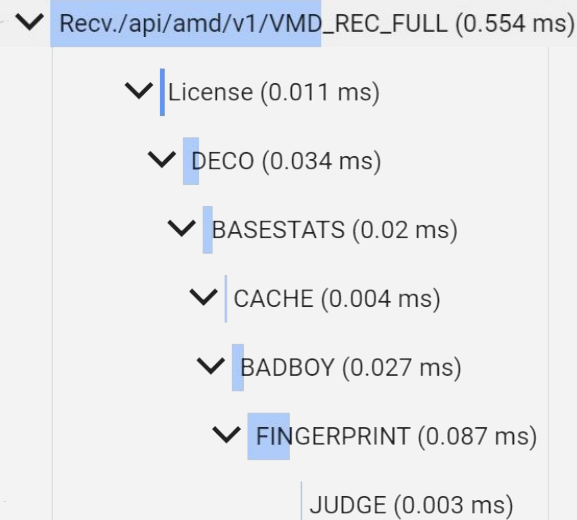 Recv./api/amd/v1/VMD_REC_FULL (0.554 ms)
License (0.011 ms)
DECO (0.034 ms)
BASESTATS (0.02 ms)
CACHE (0.004 ms)
BADBOY (0.027 ms)
FINGERPRINT (0.087 ms)
JUDGE (0.003 ms)